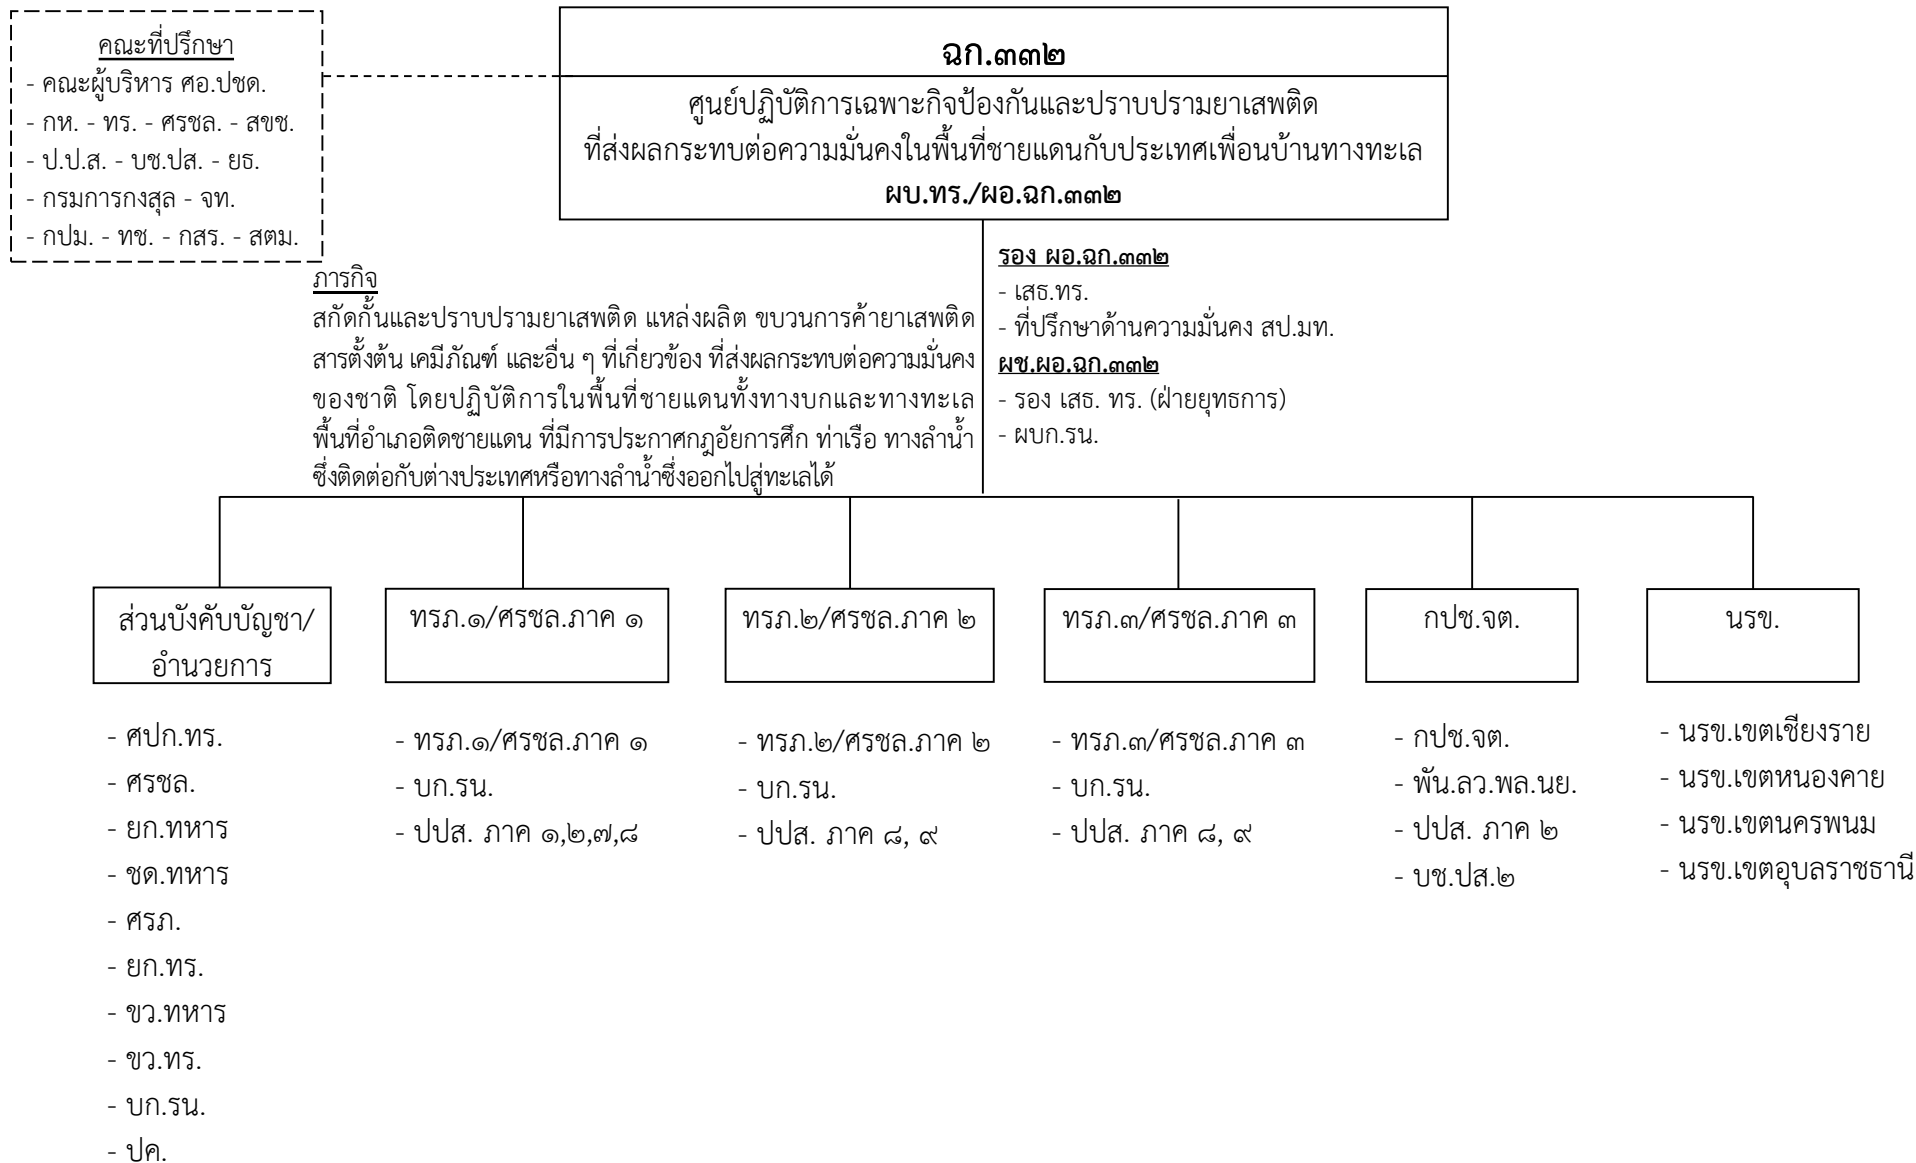 คณะที่ปรึกษา
- คณะผู้บริหาร ศอ.ปชด.
- กห. - ทร. - ศรชล. - สขช.
- ป.ป.ส. - บช.ปส. - ยธ.
- กรมการกงสุล - จท.
- กปม. - ทช. - กสร. - สตม.
ฉก.๓๓๒
ศูนย์ปฏิบัติการเฉพาะกิจป้องกันและปราบปรามยาเสพติด
ที่ส่งผลกระทบต่อความมั่นคงในพื้นที่ชายแดนกับประเทศเพื่อนบ้านทางทะเล
ผบ.ทร./ผอ.ฉก.๓๓๒
ภารกิจ
สกัดกั้นและปราบปรามยาเสพติด แหล่งผลิต ขบวนการค้ายาเสพติด
สารตั้งต้น เคมีภัณฑ์ และอื่น ๆ ที่เกี่ยวข้อง ที่ส่งผลกระทบต่อความมั่นคง
ของชาติ โดยปฏิบัติการในพื้นที่ชายแดนทั้งทางบกและทางทะเล
พื้นที่อำเภอติดชายแดน ที่มีการประกาศกฎอัยการศึก ท่าเรือ ทางลำน้ำ
ซึ่งติดต่อกับต่างประเทศหรือทางลำน้ำซึ่งออกไปสู่ทะเลได้
รอง ผอ.ฉก.๓๓๒
- เสธ.ทร.
- ที่ปรึกษาด้านความมั่นคง สป.มท.
ผช.ผอ.ฉก.๓๓๒
- รอง เสธ. ทร. (ฝ่ายยุทธการ)
- ผบก.รน.
ส่วนบังคับบัญชา/
อำนวยการ
- ศปก.ทร.
- ศรชล.
- ยก.ทหาร
- ชด.ทหาร
- ศรภ.
- ยก.ทร.
- ขว.ทหาร
- ขว.ทร.
- บก.รน.
- ปค.
ทรภ.๑/ศรชล.ภาค ๑
- ทรภ.๑/ศรชล.ภาค ๑
- บก.รน.
- ปปส. ภาค ๑,๒,๗,๘
ทรภ.๒/ศรชล.ภาค ๒
- ทรภ.๒/ศรชล.ภาค ๒
- บก.รน.
- ปปส. ภาค ๘, ๙
ทรภ.๓/ศรชล.ภาค ๓
- ทรภ.๓/ศรชล.ภาค ๓
- บก.รน.
- ปปส. ภาค ๘, ๙
กปช.จต.
- กปช.จต.
- พัน.ลว.พล.นย.
- ปปส. ภาค ๒
- บช.ปส.๒
นรข.
- นรข.เขตเชียงราย
- นรข.เขตหนองคาย
- นรข.เขตนครพนม
- นรข.เขตอุบลราชธานี